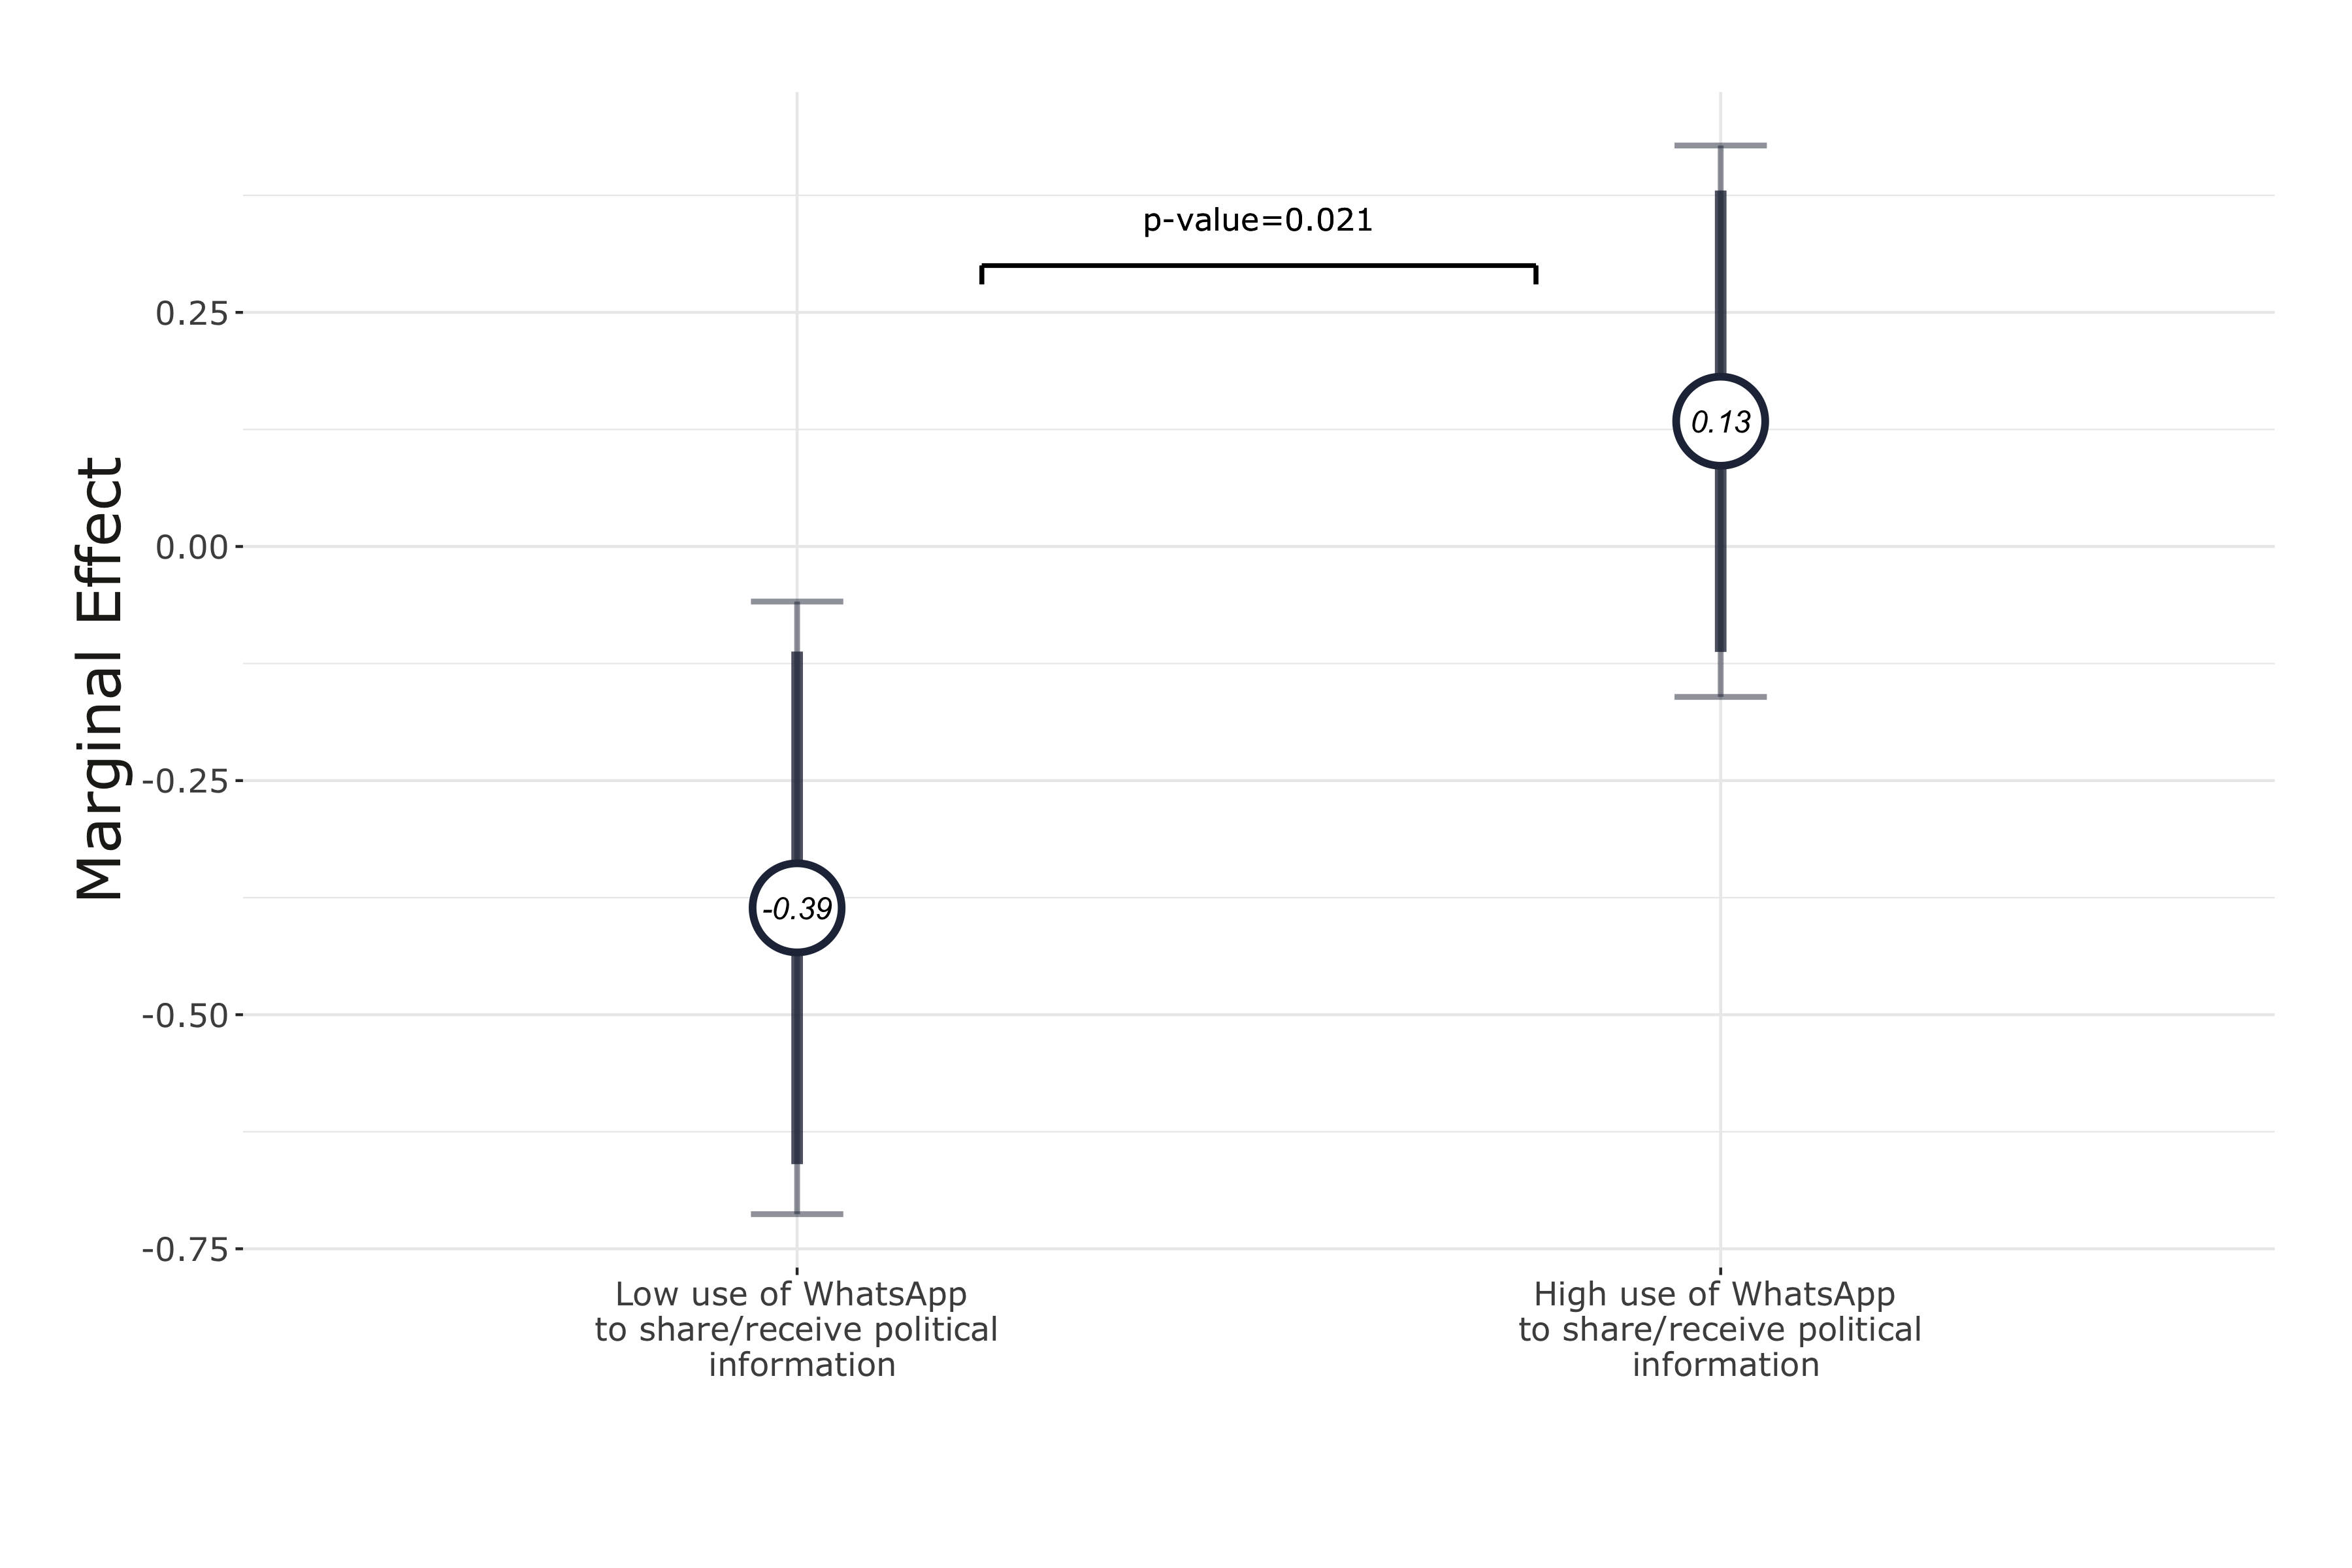 p-value=0.021
0.25
0.13
0.00
Marginal Effect
-0.25
-0.39
-0.50
-0.75
Low use of WhatsApp
to share/receive political
information
High use of WhatsApp
to share/receive political
information